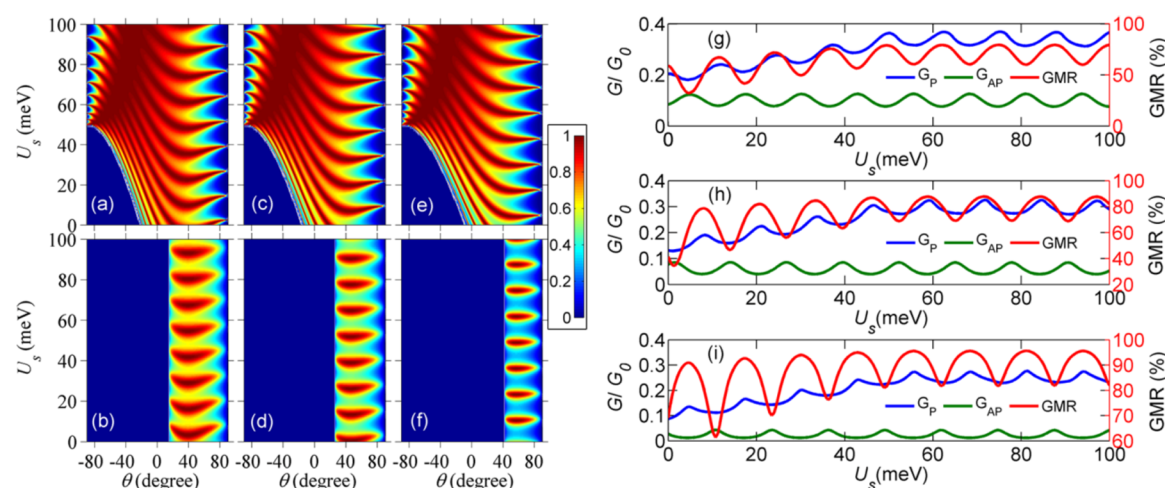 100
80
60
40
20
0
U_s (meV)
(a)
(c)
(e)
1
0.8
0.6
0.4
0.2
0
100
80
60
40
20
0
U_s (meV)
(b)
(d)
(f)
-80 -40 0 40 80
-80 -40 0 40 80
-80 -40 0 40 80
θ (degree)
θ (degree)
θ (degree)
0.4
0.2
0
G/ G_0
(g)
G_P G_AP GMR
100
50
0
GMR (%)
0 20 40 60 80 100
U_s(meV)
0.4
0.3
0.2
0.1
0
G/ G_0
(h)
G_P G_AP GMR
100
80
60
40
20
GMR (%)
0 20 40 60 80 100
U_s(meV)
0.4
0.3
0.2
0.1
0
G/ G_0
(i)
G_P G_AP GMR
100
90
80
70
60
GMR (%)
0 20 40 60 80 100
U_s(meV)